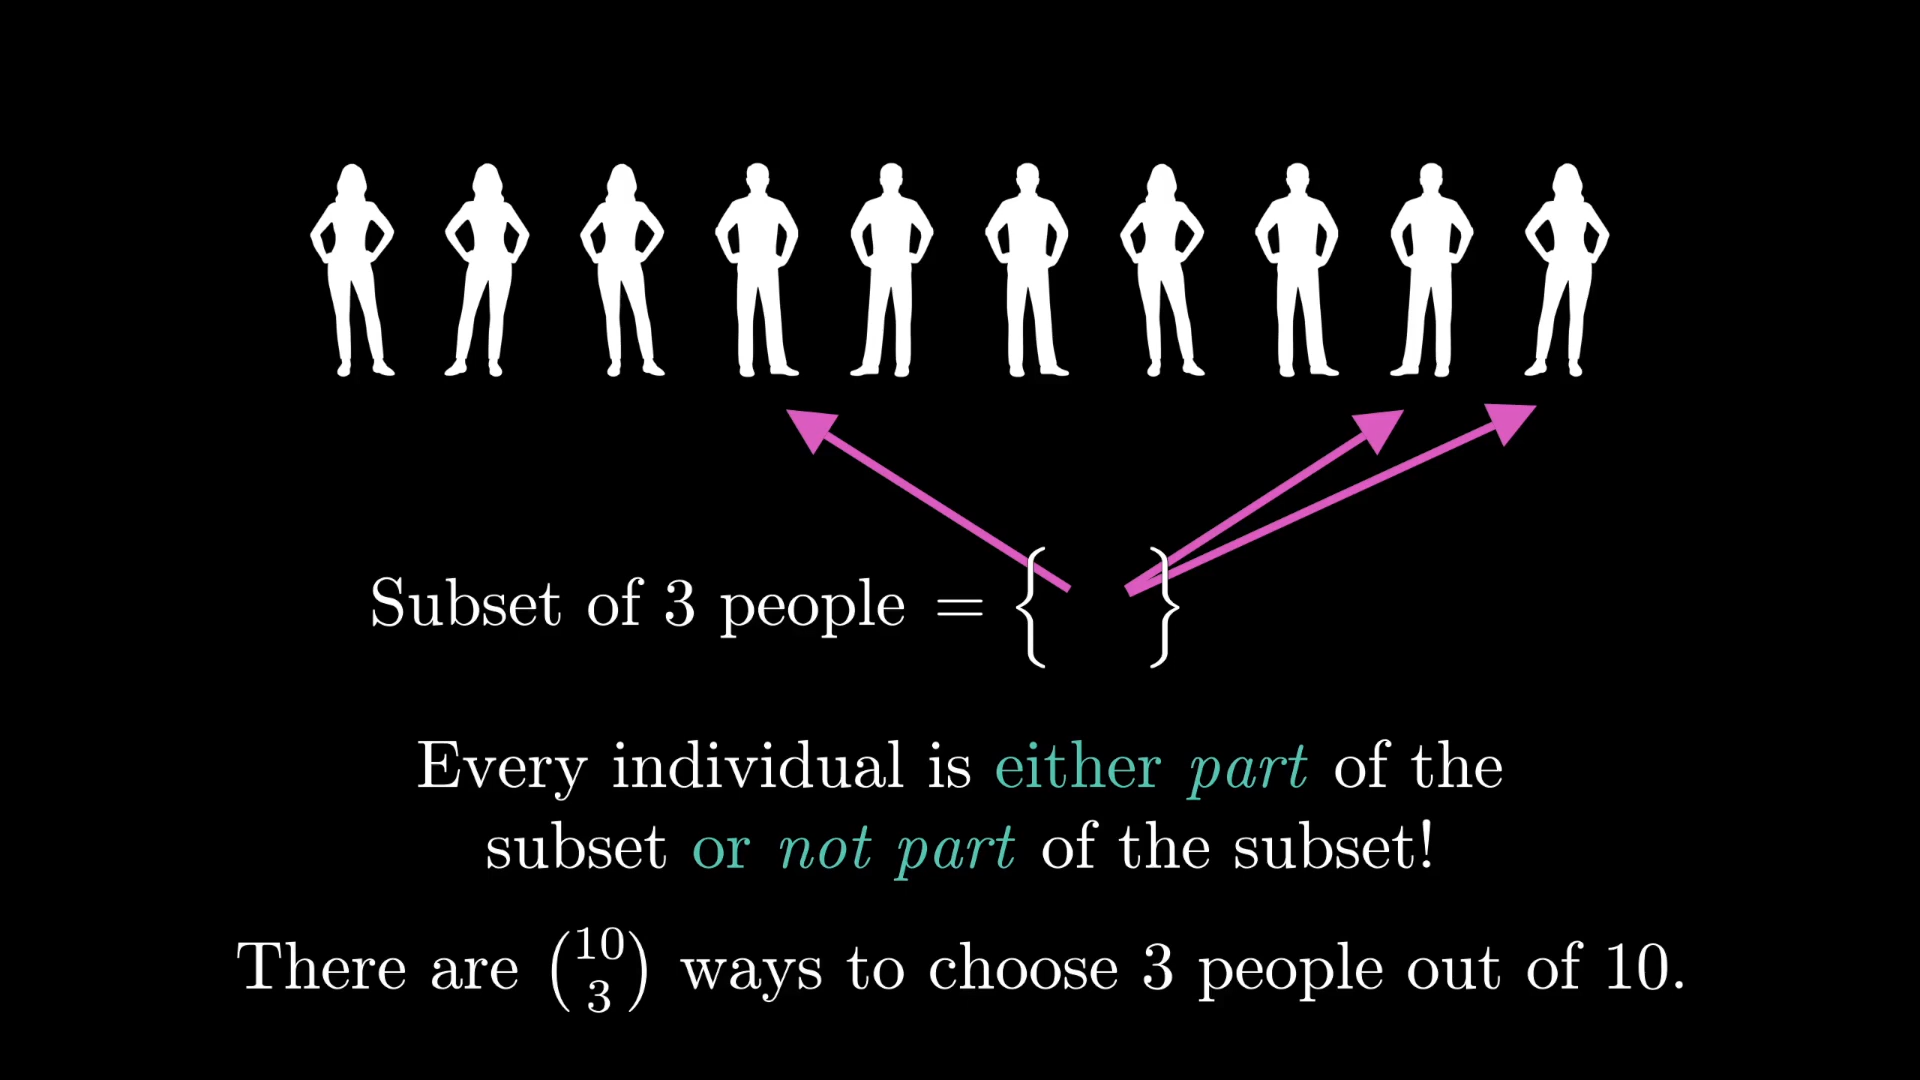 Subset of 3 people = { }
Every individual is either part of the
subset or not part of the subset!
There are (10 3) ways to choose 3 people out of 10.